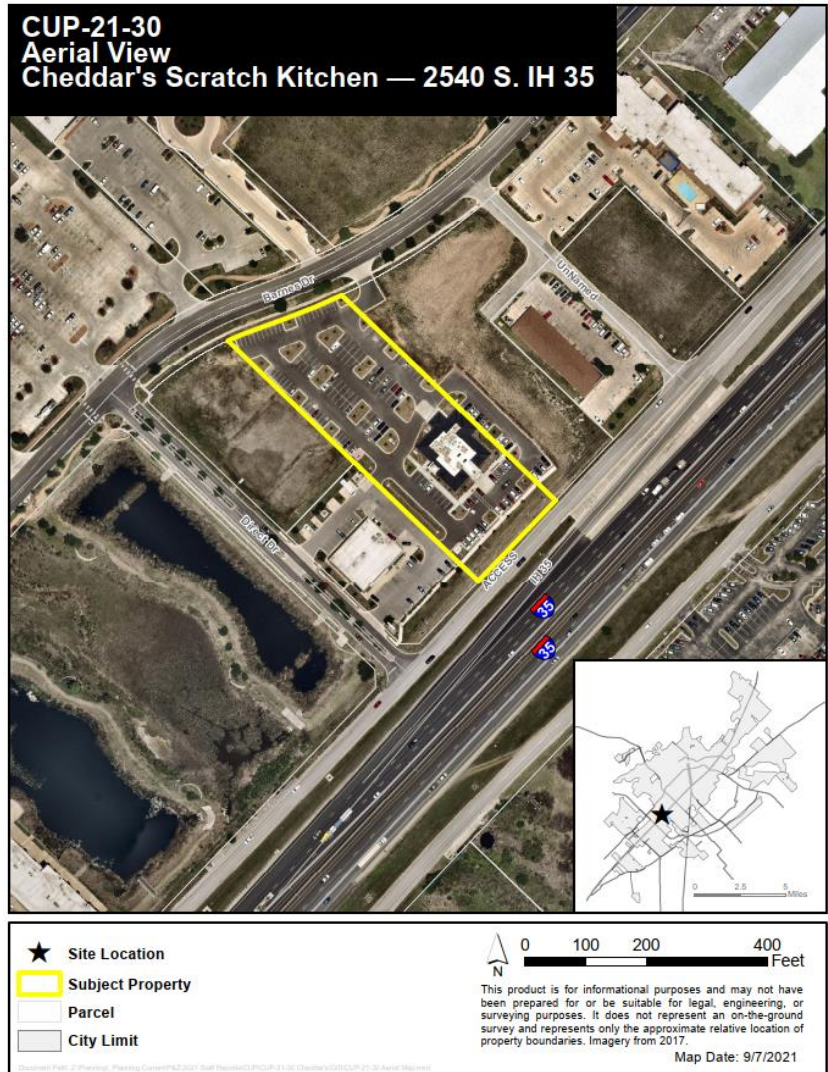 CUP-21-30
Aerial View
Cheddar's Scratch Kitchen — 2540 S. IH 35
Barnes Dr
UnNamed
Direct Dr
ACCESS
IH 35
35
35
0 2.5 5
Miles
Site Location
Subject Property
Parcel
City Limit
N
0 100 200 400
Feet
This product is for informational purposes and may not have
been prepared for or be suitable for legal, engineering, or
surveying purposes. It does not represent an on-the-ground
survey and represents only the approximate relative location of
property boundaries. Imagery from 2017.
Map Date: 9/7/2021